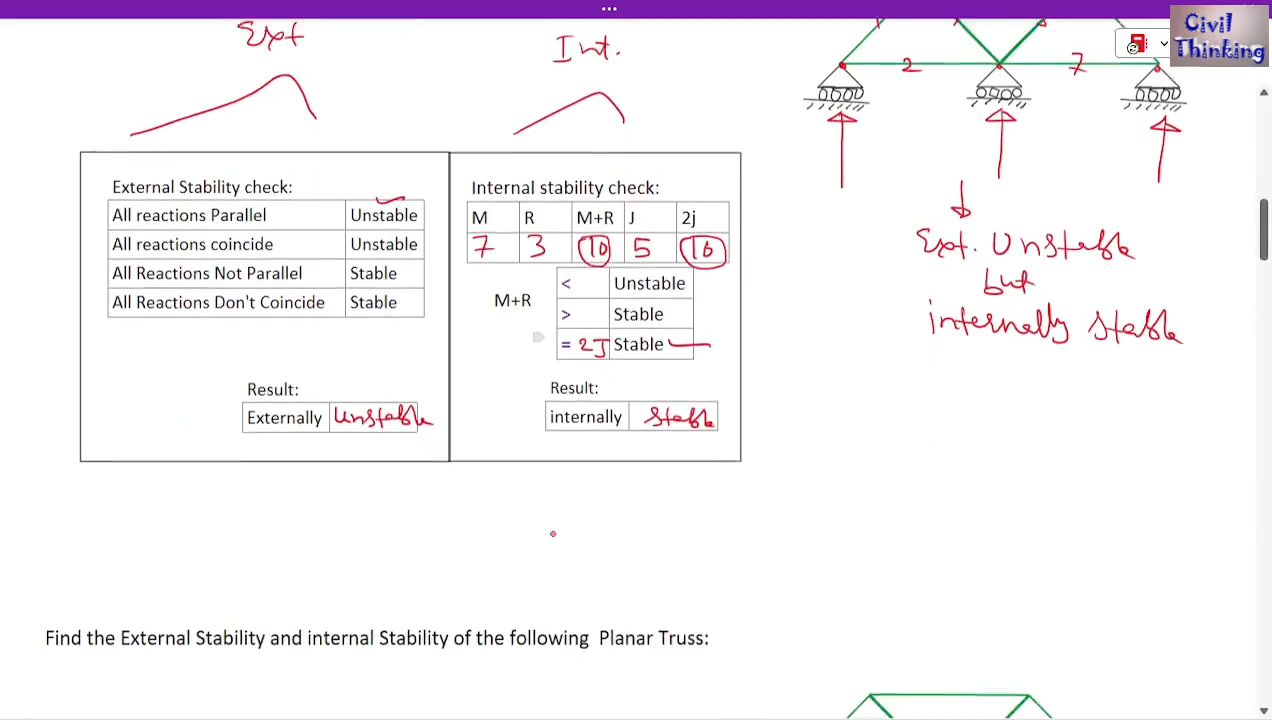 ...
Civil
Thinking
Ext
Int.
2
7
External Stability check:
All reactions Parallel Unstable
All reactions coincide Unstable
All Reactions Not Parallel Stable
All Reactions Don't Coincide Stable
Result:
Externally Unstable
Internal stability check:
M R M+R J 2j
7 3 10 5 10
M+R
< Unstable
> Stable
= 2J Stable
Result:
internally Stable
Ext. Unstable
but
internally stable
Find the External Stability and internal Stability of the following Planar Truss: